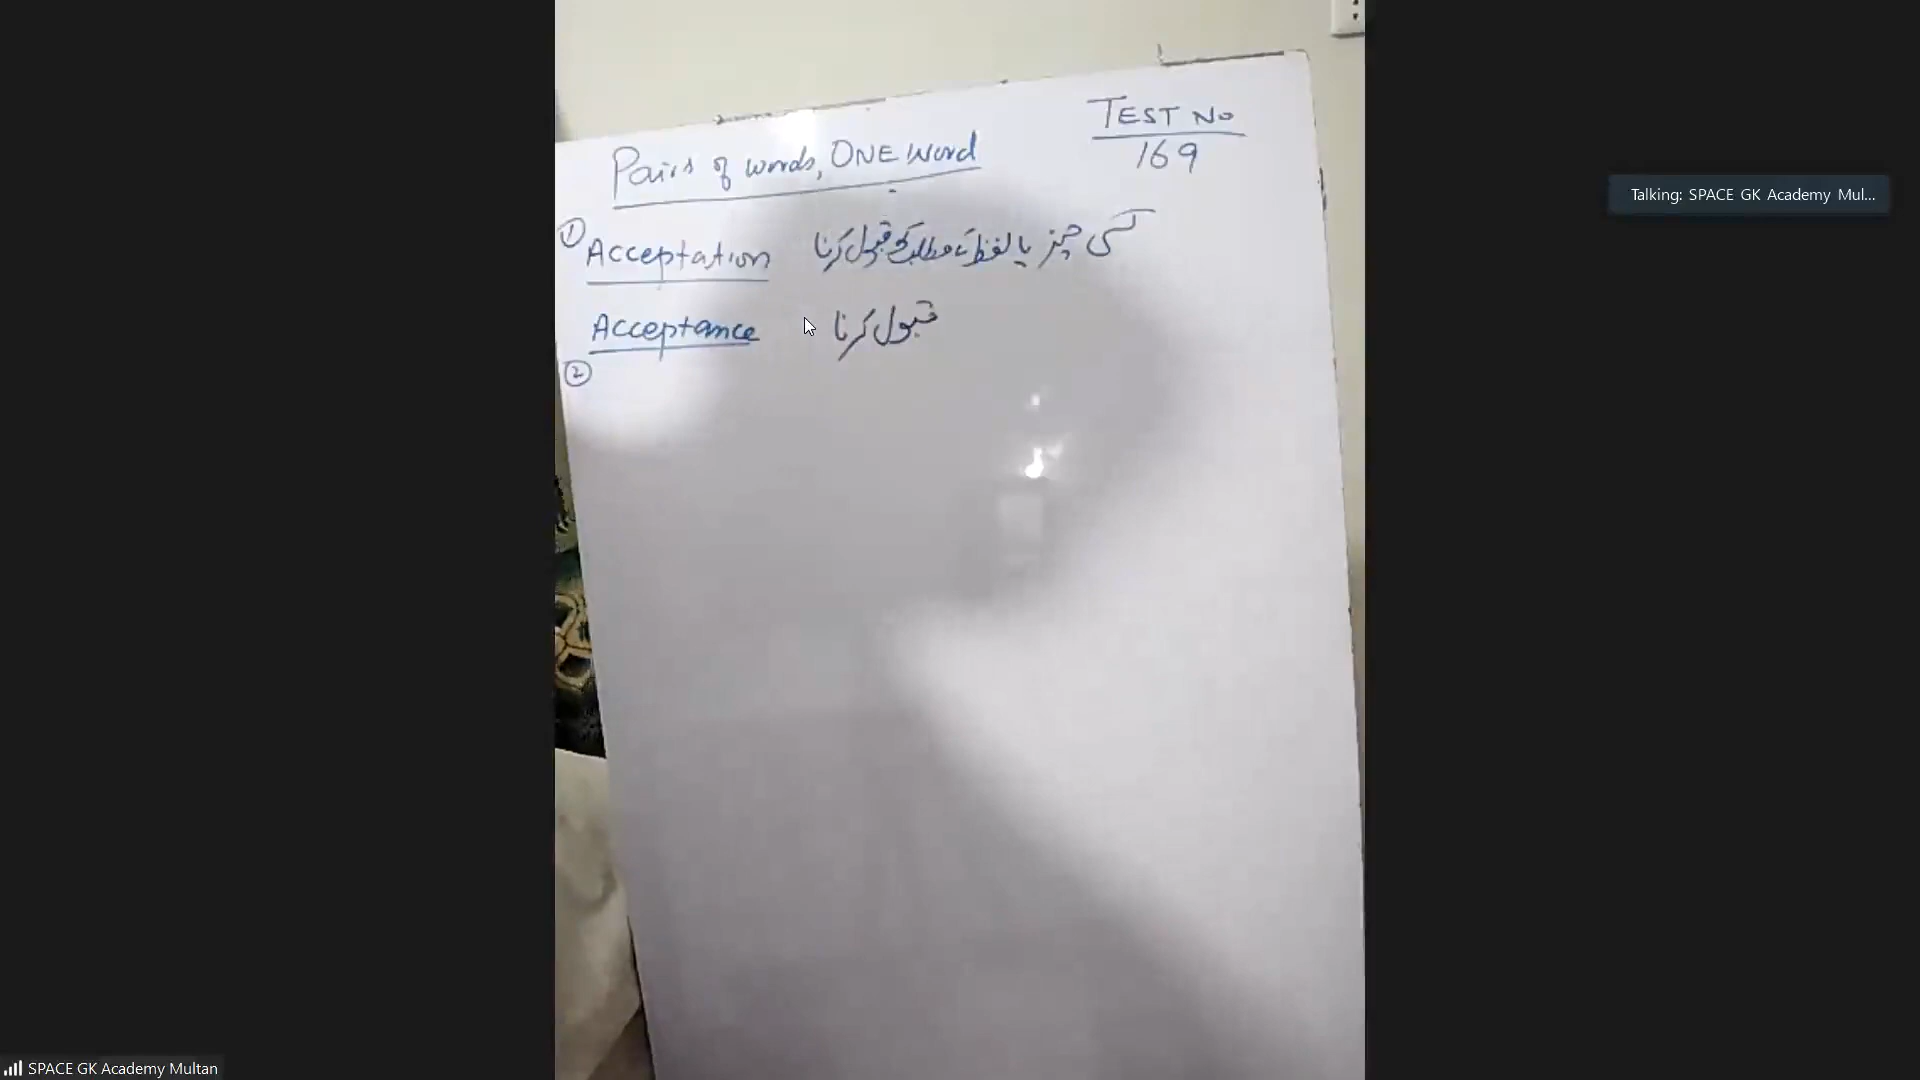 TEST No
169
Pairs of words, ONE Word
① Acceptation کسی چیز یا لفظ کا مطلب کو قبول کرنا
Acceptance قبول کرنا
②
Talking: SPACE GK Academy Mul...
SPACE GK Academy Multan